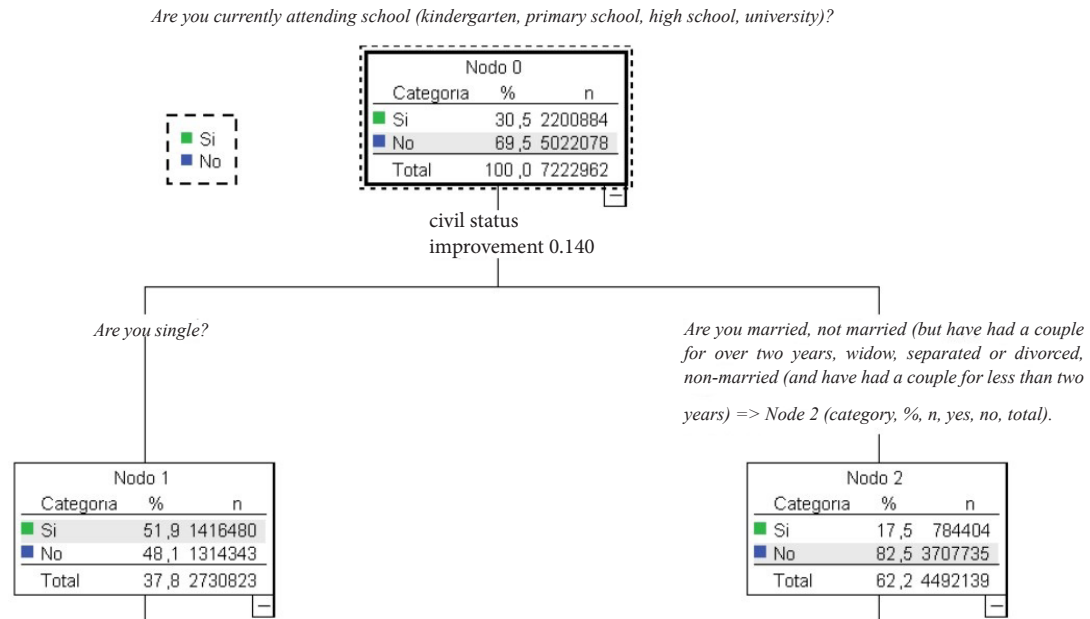 Are you currently attending school (kindergarten, primary school, high school, university)?
Nodo 0
Categoria % n
Si 30 ,5 2200884
No 69 ,5 5022078
Total 100 ,0 7222962
Si
No
civil status
improvement 0.140
Are you single?
Are you married, not married (but have had a couple
for over two years, widow, separated or divorced,
non-married (and have had a couple for less than two
years) => Node 2 (category, %, n, yes, no, total).
Nodo 1
Categoria % n
Si 51 ,9 1416480
No 48 ,1 1314343
Total 37 ,8 2730823
Nodo 2
Categoria % n
Si 17 ,5 784404
No 82 ,5 3707735
Total 62 ,2 4492139